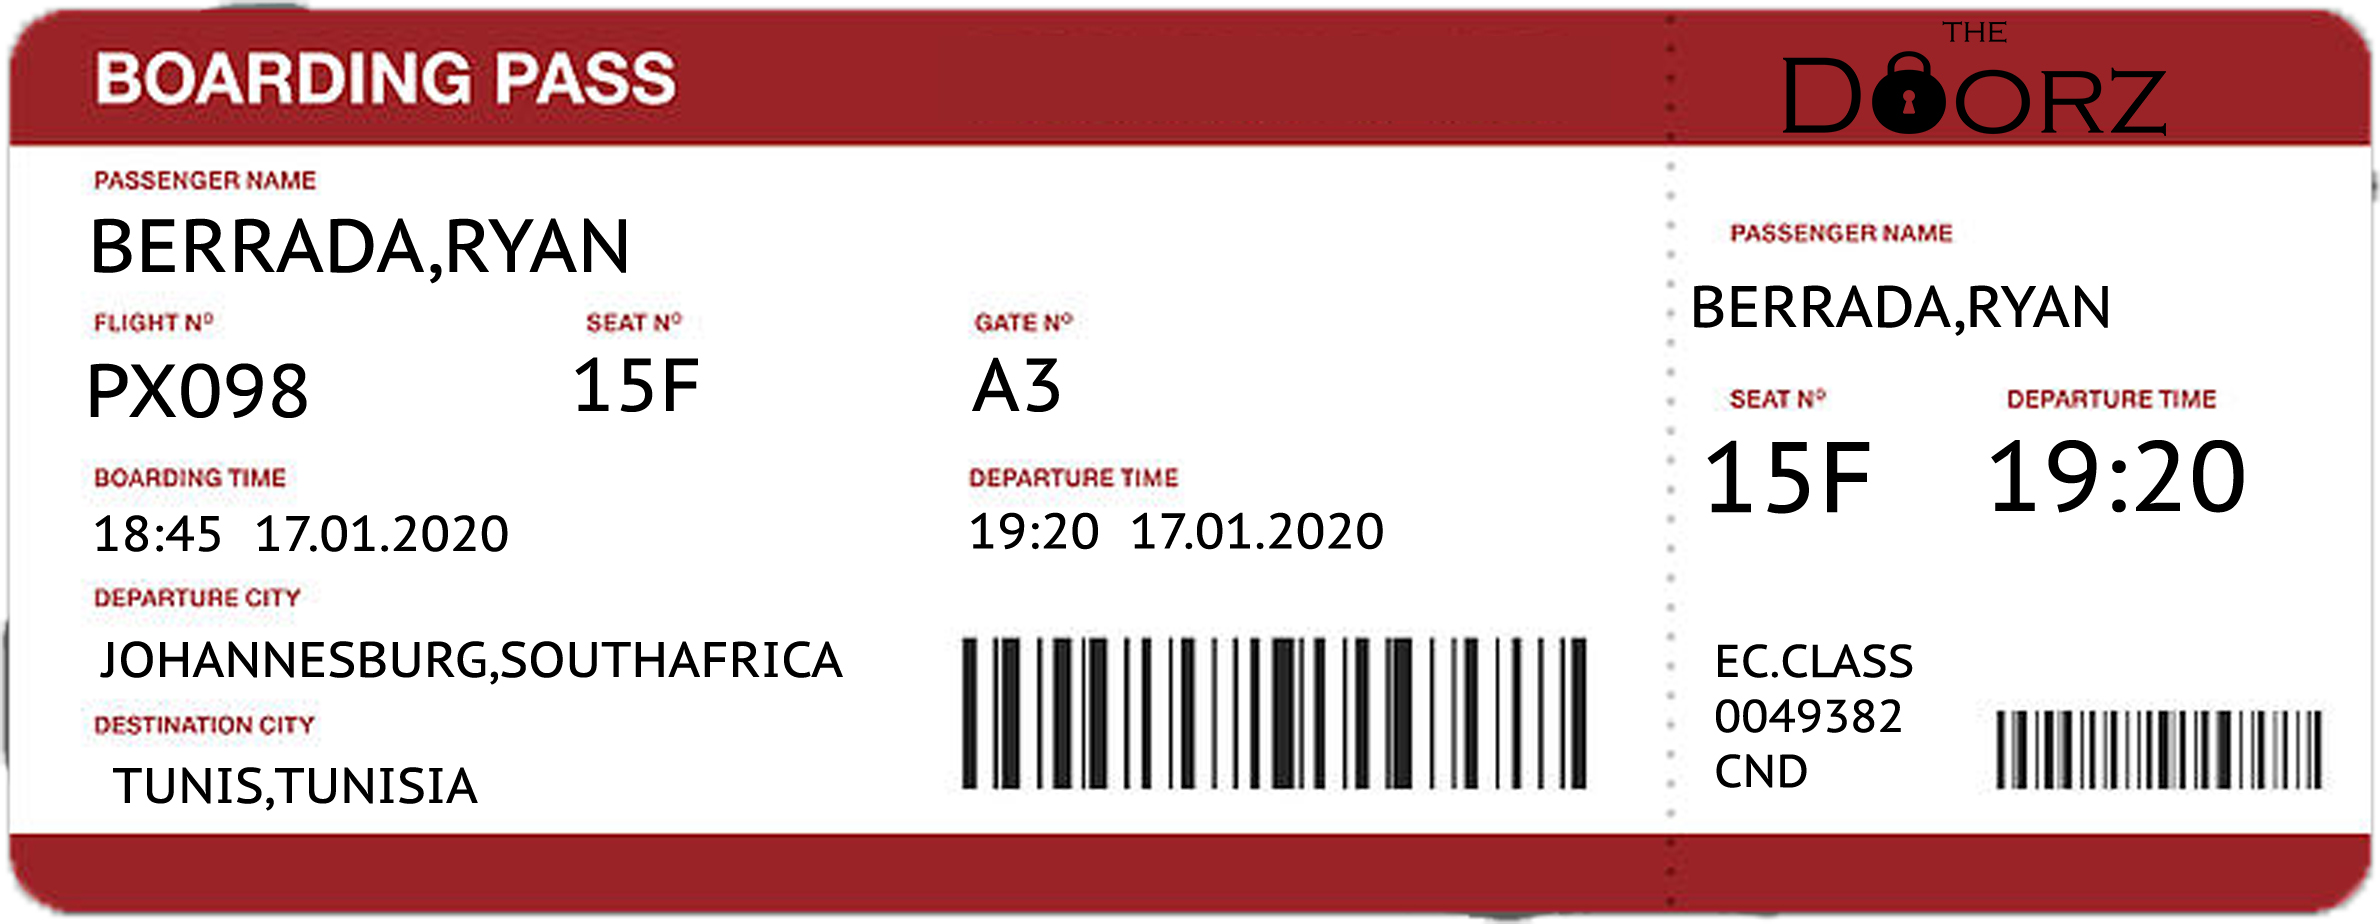 BOARDING PASS
THE
DOORZ
PASSENGER NAME
BERRADA,RYAN
FLIGHT Nº SEAT Nº GATE Nº
PX098 15F A3
BOARDING TIME DEPARTURE TIME
18:45 17.01.2020 19:20 17.01.2020
DEPARTURE CITY
JOHANNESBURG,SOUTHAFRICA
DESTINATION CITY
TUNIS,TUNISIA
PASSENGER NAME
BERRADA,RYAN
SEAT Nº DEPARTURE TIME
15F 19:20
EC.CLASS
0049382
CND